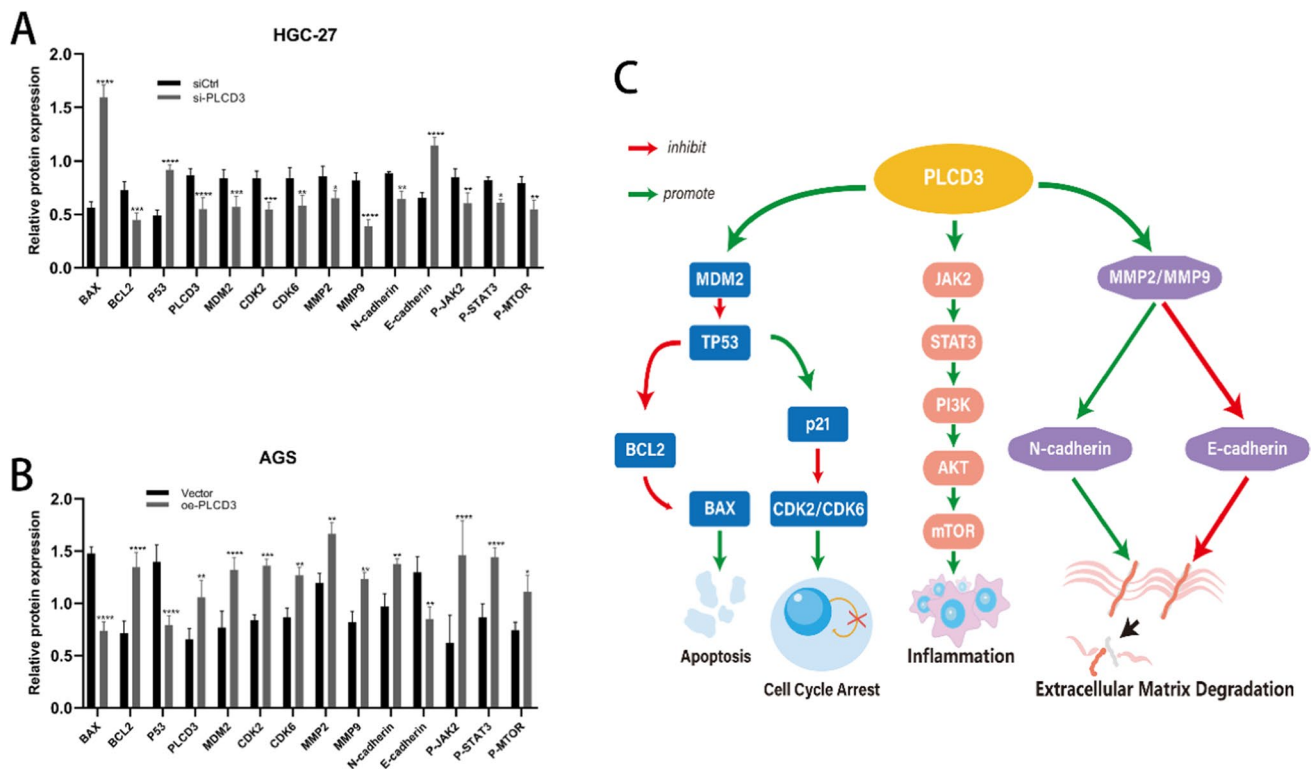 A
HGC-27
Relative protein expression
2.0
1.5
1.0
0.5
0.0
siCtrl
si-PLCD3
****
***
****
****
***
***
**
*
****
**
****
**
*
**
BAX
BCL2
P53
PLCD3
MDM2
CDK2
CDK6
MMP2
MMP9
N-cadherin
E-cadherin
P-JAK2
P-STAT3
P-MTOR
B
AGS
Relative protein expression
2.0
1.5
1.0
0.5
0.0
Vector
oe-PLCD3
****
****
****
**
****
***
**
**
**
**
**
****
****
*
BAX
BCL2
P53
PLCD3
MDM2
CDK2
CDK6
MMP2
MMP9
N-cadherin
E-cadherin
P-JAK2
P-STAT3
P-MTOR
C
inhibit
promote
PLCD3
MDM2
JAK2
MMP2/MMP9
TP53
STAT3
PI3K
p21
BCL2
N-cadherin
E-cadherin
AKT
BAX
CDK2/CDK6
mTOR
Apoptosis
Cell Cycle Arrest
Inflammation
Extracellular Matrix Degradation